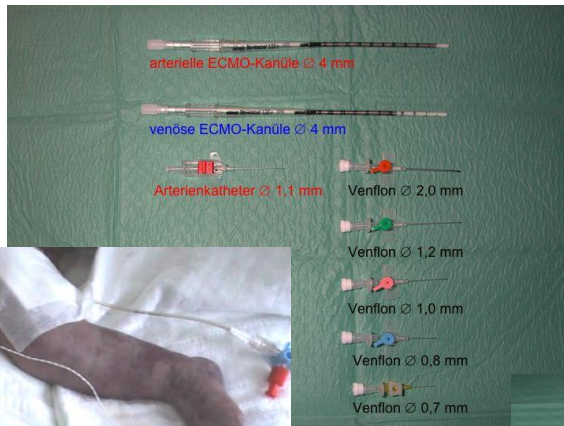 arterielle ECMO-Kanüle ∅ 4 mm
venöse ECMO-Kanüle ∅ 4 mm
Arterienkatheter ∅ 1,1 mm
Venflon ∅ 2,0 mm
Venflon ∅ 1,2 mm
Venflon ∅ 1,0 mm
Venflon ∅ 0,8 mm
Venflon ∅ 0,7 mm